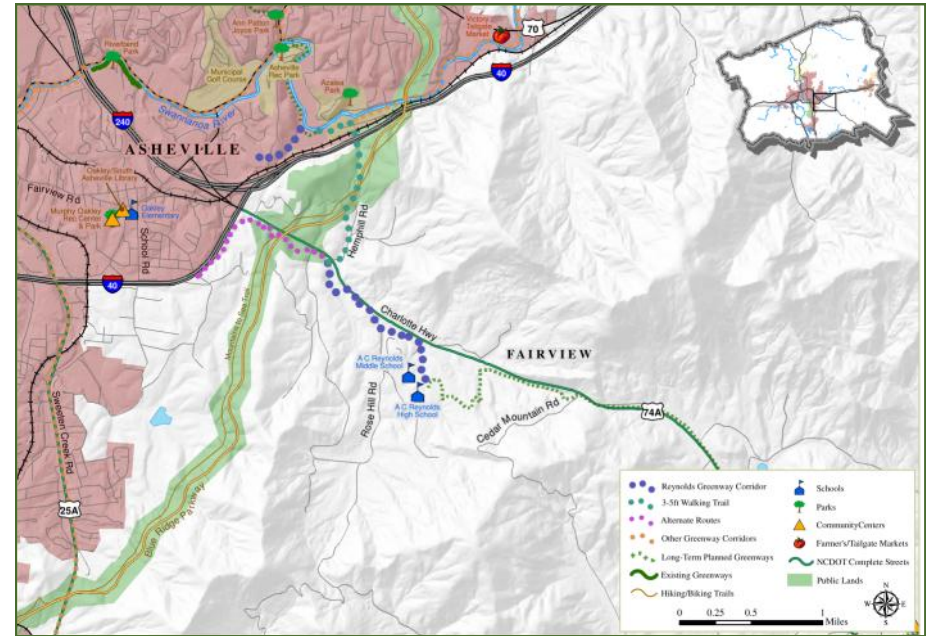 Ann Patton
Joyce Park
Victory
Tailgate
Market
70
Riverbend
Park
Municipal
Golf Course
Asheville
Rec Park
Azalea
Park
40
Swannanoa River
240
ASHEVILLE
Oakley/South
Asheville Library
Fairview Rd
Murphy Oakley
Rec Center
& Park
Oakley
Elementary
School Rd
Hemphill Rd
40
Mountains to Sea Trail
Charlotte Hwy
FAIRVIEW
A C Reynolds
Middle School
A C Reynolds
High School
Rose Hill Rd
Cedar Mountain Rd
74A
Sweeten Creek Rd
25A
Blue Ridge Parkway
Reynolds Greenway Corridor
3-5ft Walking Trail
Alternate Routes
Other Greenway Corridors
Long-Term Planned Greenways
Existing Greenways
Hiking/Biking Trails
Schools
Parks
CommunityCenters
Farmer's/Tailgate Markets
NCDOT Complete Streets
Public Lands
N
W E
S
0 0.25 0.5 1
Miles